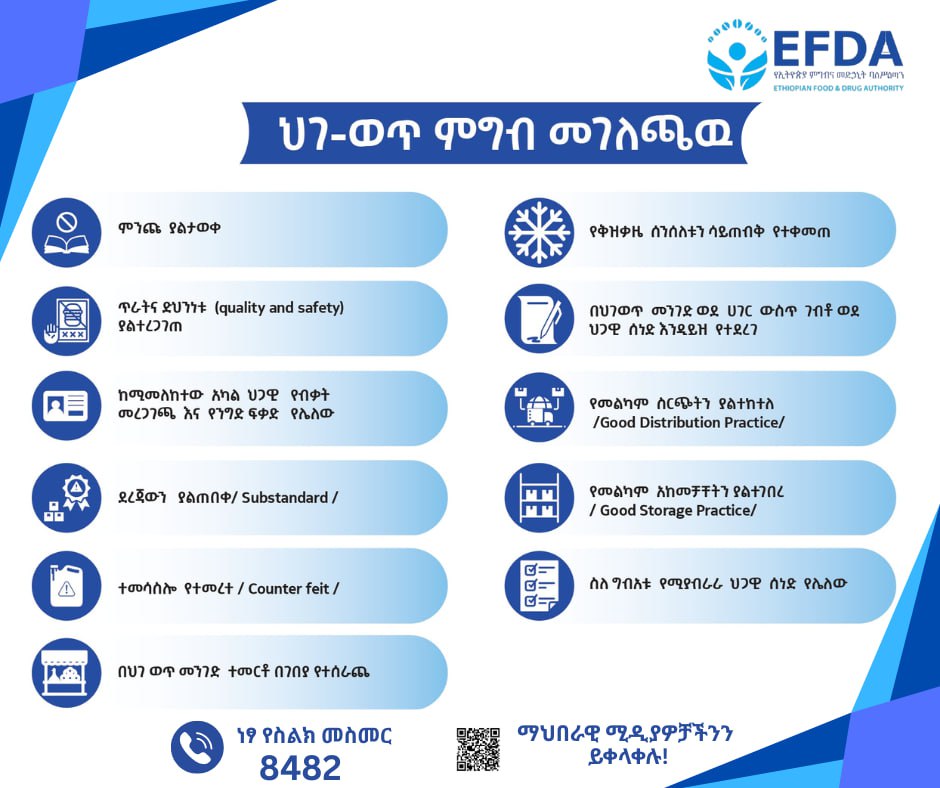 EFDA
የኢትዮጵያ ምግብና መድኃኒት ባለሥልጣን
ETHIOPIAN FOOD & DRUG AUTHORITY
ህገ-ወጥ ምግብ መገለጫዉ
ምንጩ ያልታወቀ
ጥራትና ድህንነቱ (quality and safety)
ያልተረጋገጠ
ከሚመለከተው አካል ህጋዊ የብቃት
መረጋገጫ እና የንግድ ፍቃድ የሌለው
ደረጃውን ያልጠበቀ/ Substandard /
ተመሳስሎ የተመረተ / Counter feit /
በህገ ወጥ መንገድ ተመርቶ በገበያ የተሰራጨ
የቅዝቃዜ ሰንሰለቱን ሳይጠብቅ የተቀመጠ
በህገወጥ መንገድ ወደ ሀገር ውስጥ ገብቶ ወደ
ህጋዊ ሰነድ እንዲይዝ የተደረገ
የመልካም ስርጭትን ያልተከተለ
/Good Distribution Practice/
የመልካም አከመቻቸትን ያልተገበረ
/ Good Storage Practice/
ስለ ግብአቱ የሚያብራራ ህጋዊ ሰነድ የሌለው
ነፃ የስልክ መስመር
8482
ማህበራዊ ሚዲያዎቻችንን
ይቀላቀሉ!